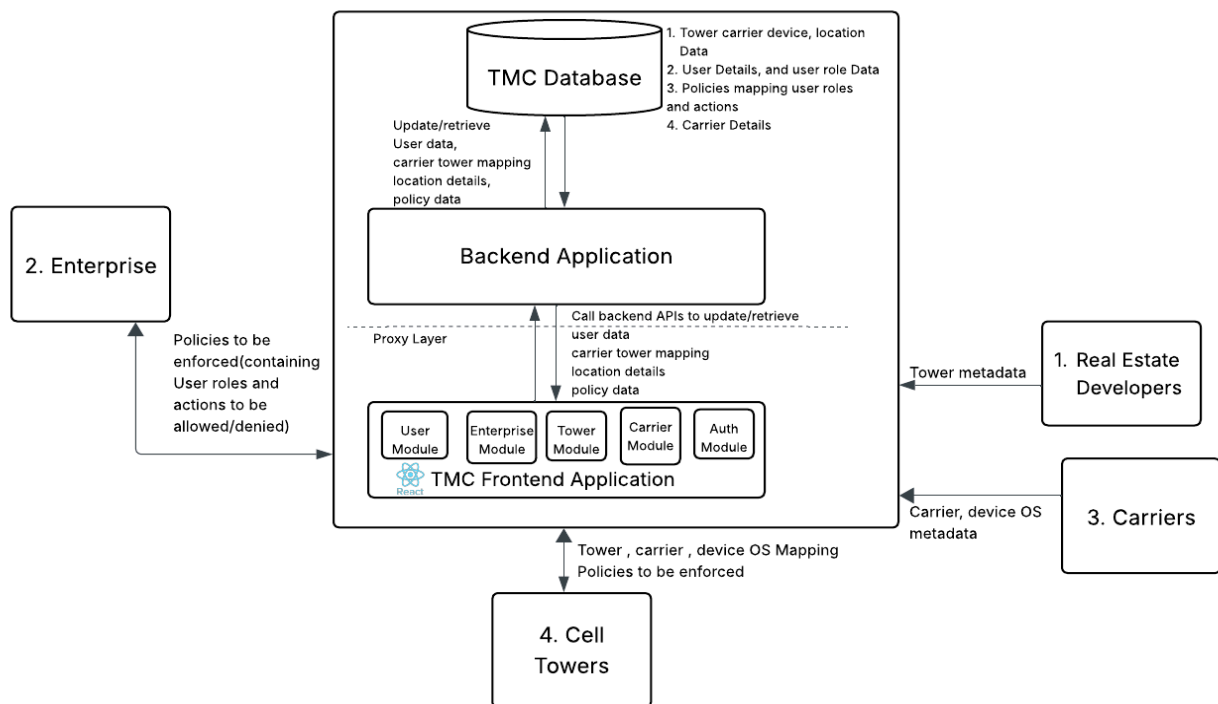 TMC Database
1. Tower carrier device, location
Data
2. User Details, and user role Data
3. Policies mapping user roles
and actions
4. Carrier Details
Update/retrieve
User data,
carrier tower mapping
location details,
policy data
Backend Application
2. Enterprise
Policies to be
enforced(containing
User roles and
actions to be
allowed/denied)
Call backend APIs to update/retrieve
user data
carrier tower mapping
location details
policy data
Proxy Layer
User
Module
Enterprise
Module
Tower
Module
Carrier
Module
Auth
Module
React
TMC Frontend Application
Tower metadata
1. Real Estate
Developers
Carrier, device OS
metadata
3. Carriers
Tower , carrier , device OS Mapping
Policies to be enforced
4. Cell
Towers